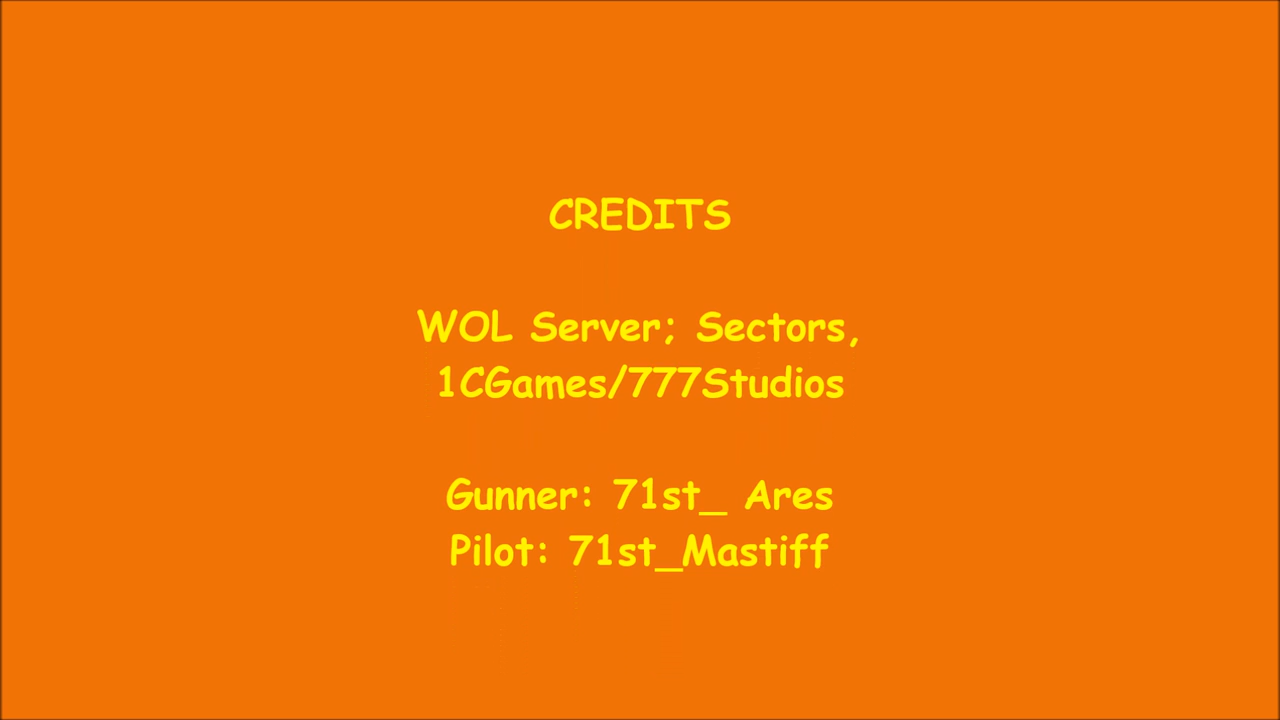 CREDITS
WOL Server; Sectors,
1CGames/777Studios
Gunner: 71st_ Ares
Pilot: 71st_Mastiff